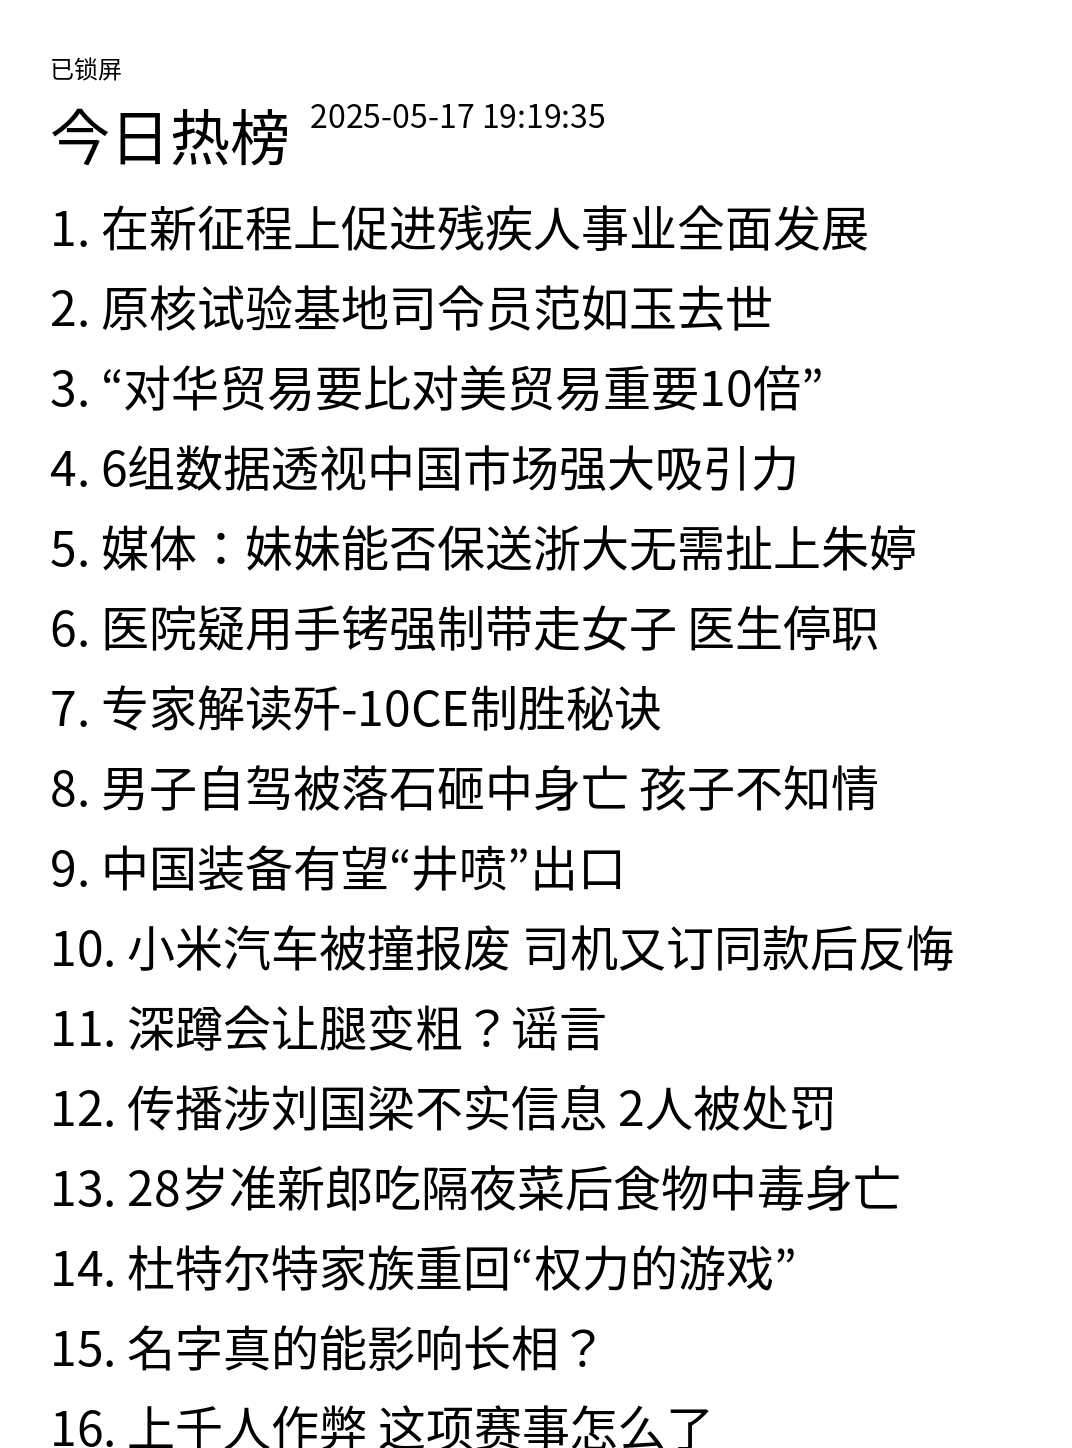 已锁屏
今日热榜 2025-05-17 19:19:35
1. 在新征程上促进残疾人事业全面发展
2. 原核试验基地司令员范如玉去世
3. “对华贸易要比对美贸易重要10倍”
4. 6组数据透视中国市场强大吸引力
5. 媒体：妹妹能否保送浙大无需扯上朱婷
6. 医院疑用手铐强制带走女子 医生停职
7. 专家解读歼-10CE制胜秘诀
8. 男子自驾被落石砸中身亡 孩子不知情
9. 中国装备有望“井喷”出口
10. 小米汽车被撞报废 司机又订同款后反悔
11. 深蹲会让腿变粗？谣言
12. 传播涉刘国梁不实信息 2人被处罚
13. 28岁准新郎吃隔夜菜后食物中毒身亡
14. 杜特尔特家族重回“权力的游戏”
15. 名字真的能影响长相？
16. 上千人作弊 这项赛事怎么了